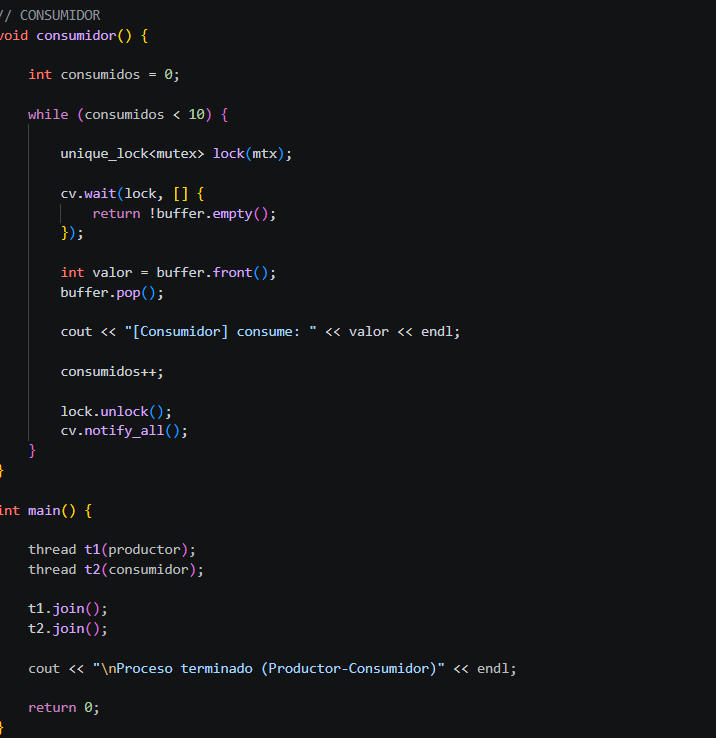 // CONSUMIDOR
void consumidor() {
int consumidos = 0;
while (consumidos < 10) {
unique_lock<mutex> lock(mtx);
cv.wait(lock, [] {
return !buffer.empty();
});
int valor = buffer.front();
buffer.pop();
cout << "[Consumidor] consume: " << valor << endl;
consumidos++;
lock.unlock();
cv.notify_all();
}
}
int main() {
thread t1(productor);
thread t2(consumidor);
t1.join();
t2.join();
cout << "\nProceso terminado (Productor-Consumidor)" << endl;
return 0;
}